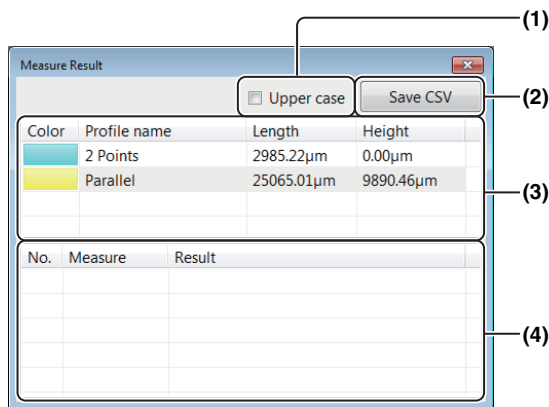 (1)
Measure Result
Upper case
Save CSV
(2)
Color Profile name Length Height
2 Points 2985.22µm 0.00µm
Parallel 25065.01µm 9890.46µm
(3)
No. Measure Result
(4)